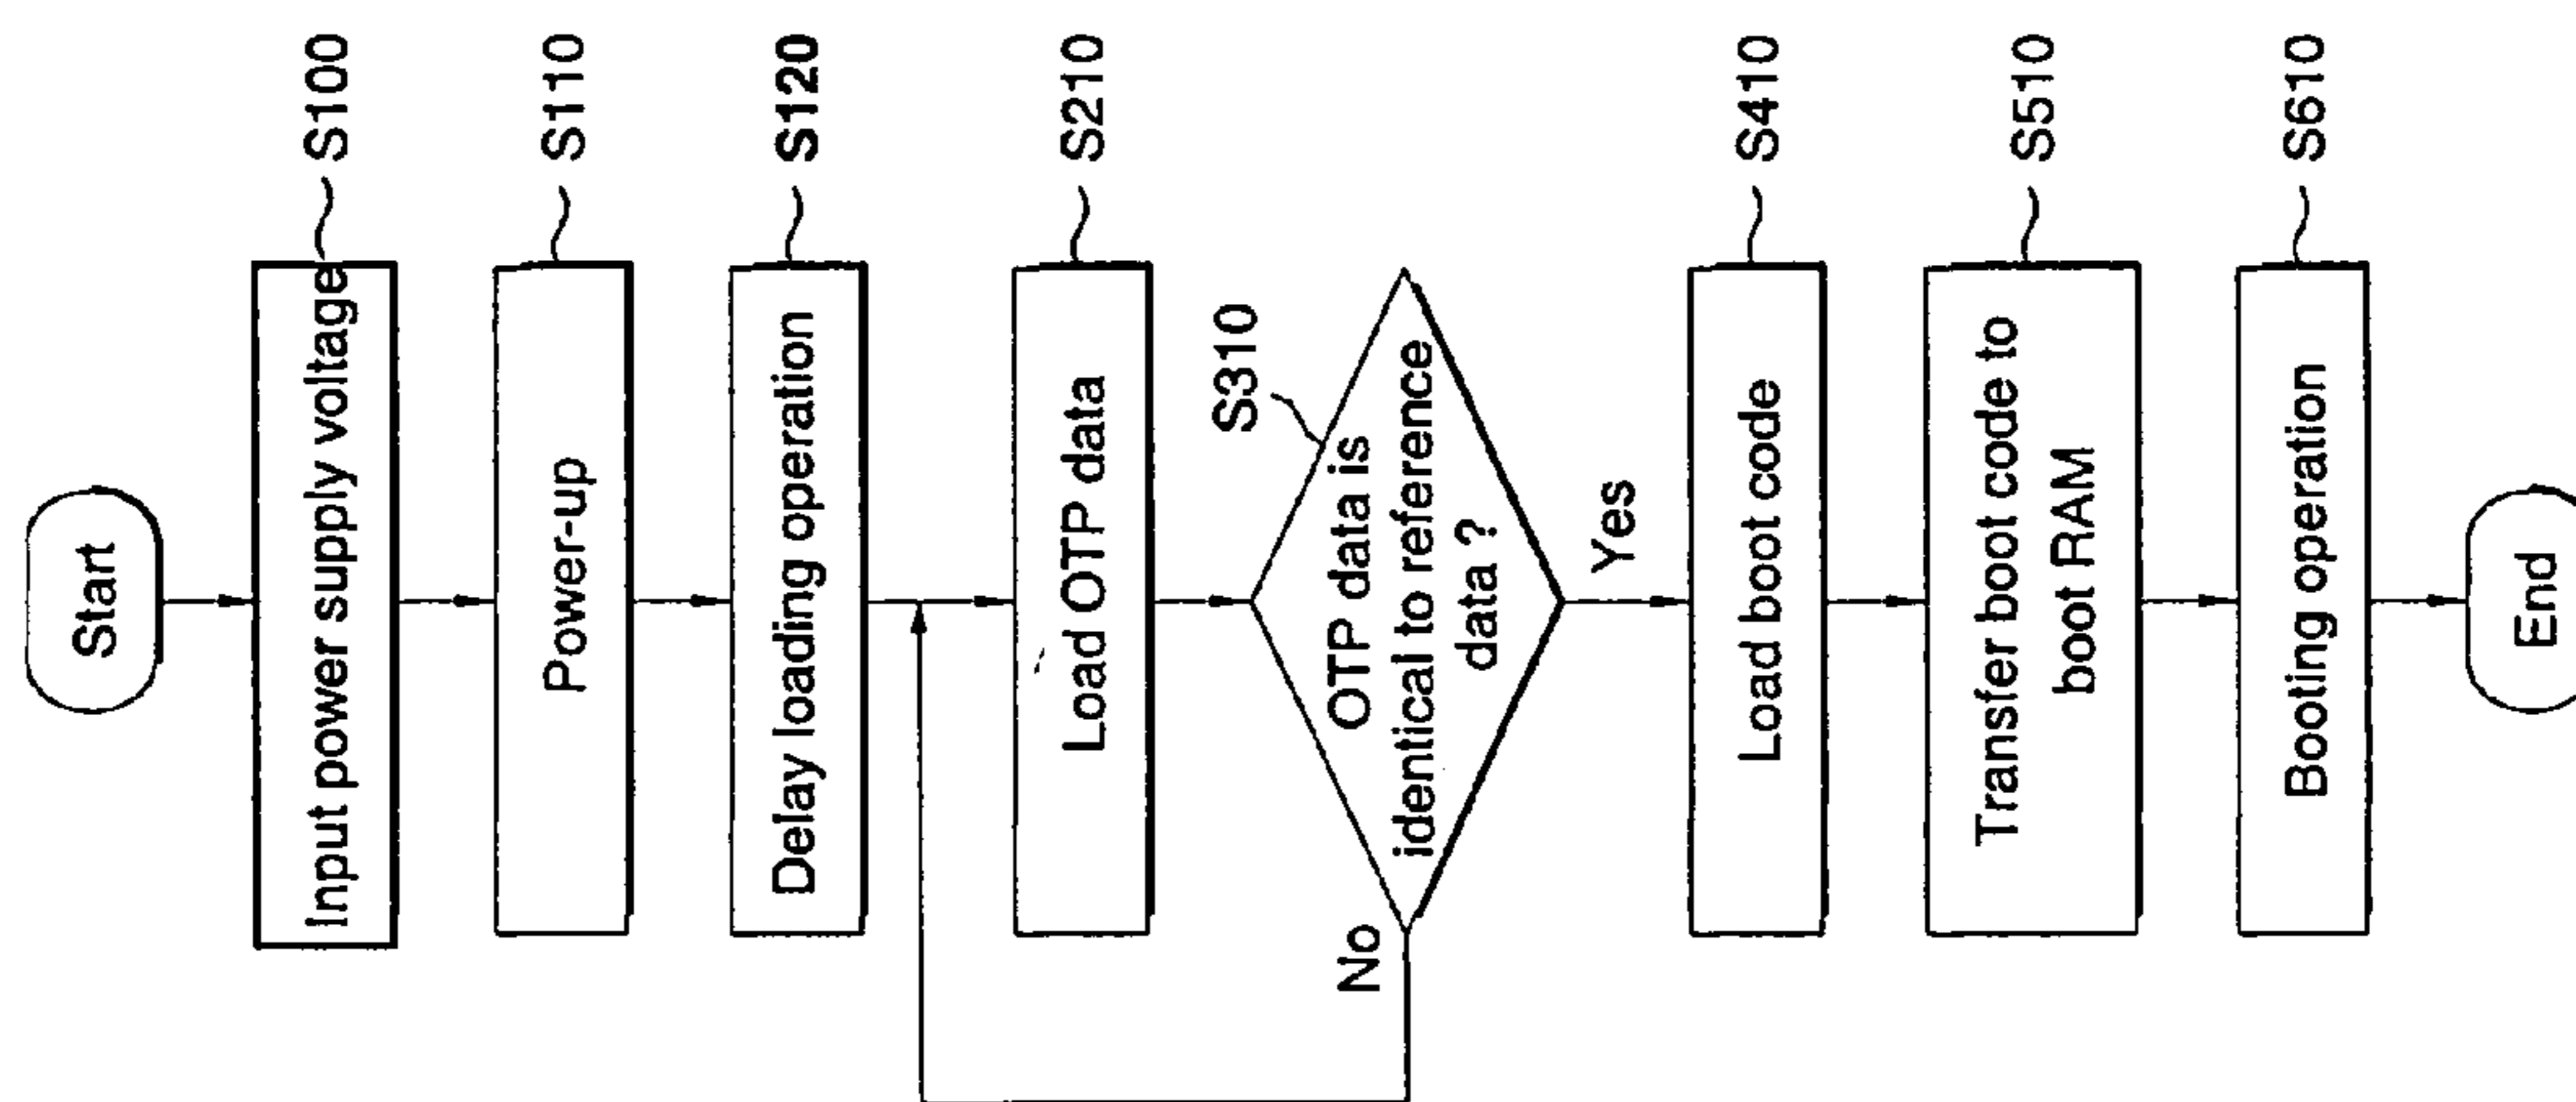 Start
Input power supply voltage
S100
Power-up
S110
Delay loading operation
S120
Load OTP data
S210
OTP data is
identical to reference
data ?
S310
No
Yes
Load boot code
S410
Transfer boot code to
boot RAM
S510
Booting operation
S610
End